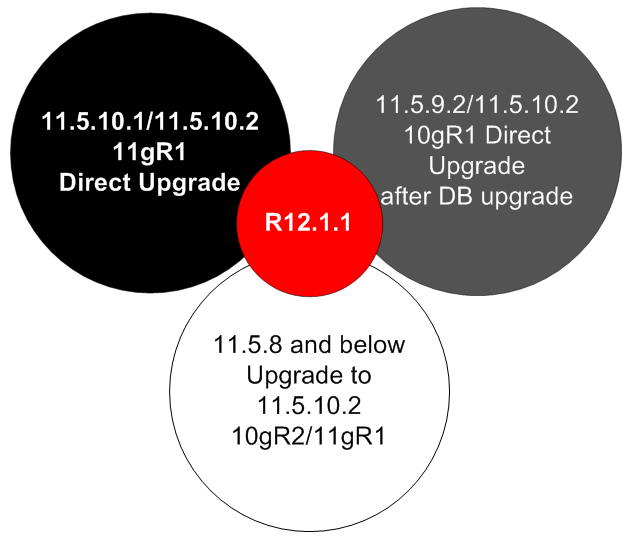 11.5.10.1/11.5.10.2
11gR1
Direct Upgrade
11.5.9.2/11.5.10.2
10gR1 Direct
Upgrade
after DB upgrade
R12.1.1
11.5.8 and below
Upgrade to
11.5.10.2
10gR2/11gR1